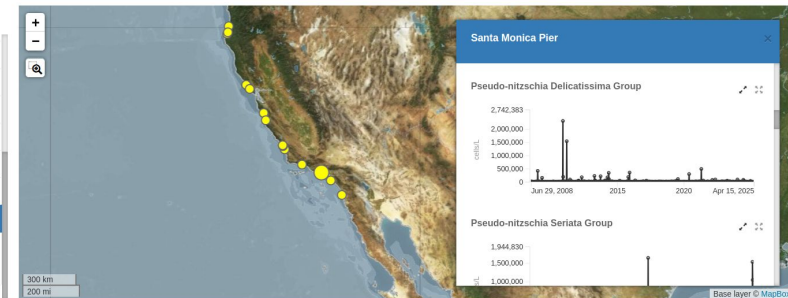 +
−
300 km
200 mi
Santa Monica Pier
×
Pseudo-nitzschia Delicatissima Group
cells/L
2,742,383
2,000,000
1,500,000
1,000,000
500,000
0
Jun 29, 2008 2015 2020 Apr 15, 2025
Pseudo-nitzschia Seriata Group
1,944,830
1,500,000
1,000,000
Base layer © MapBox